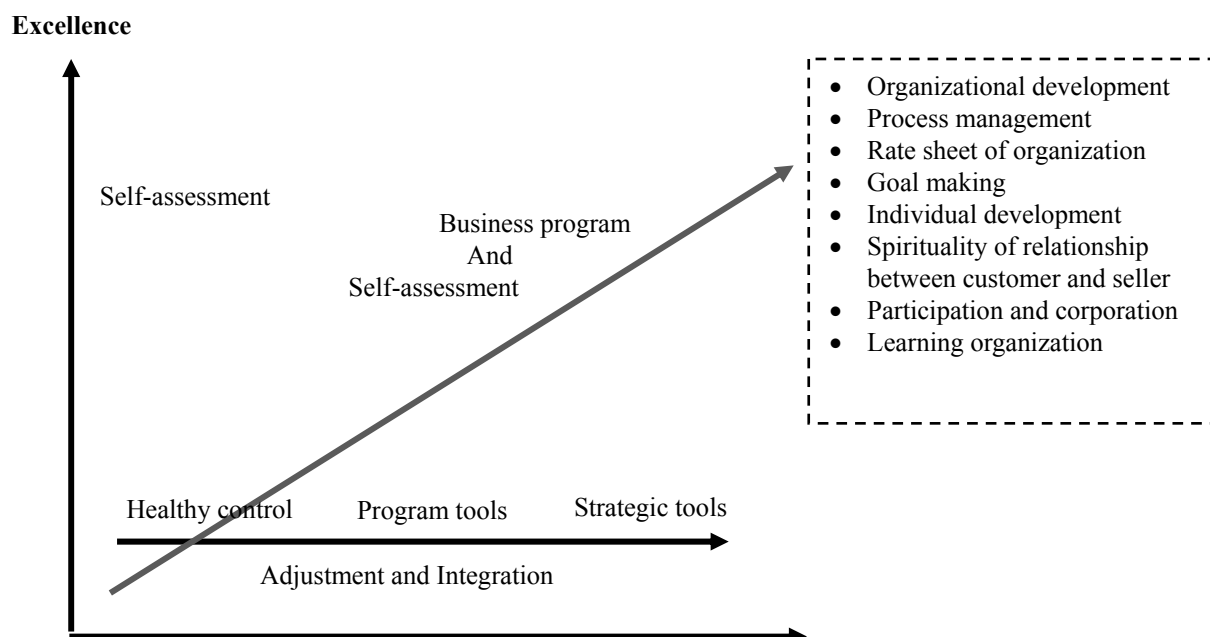 Excellence
Self-assessment
Business program
And
Self-assessment
Healthy control
Program tools
Strategic tools
Adjustment and Integration
• Organizational development
• Process management
• Rate sheet of organization
• Goal making
• Individual development
• Spirituality of relationship
between customer and seller
• Participation and corporation
• Learning organization